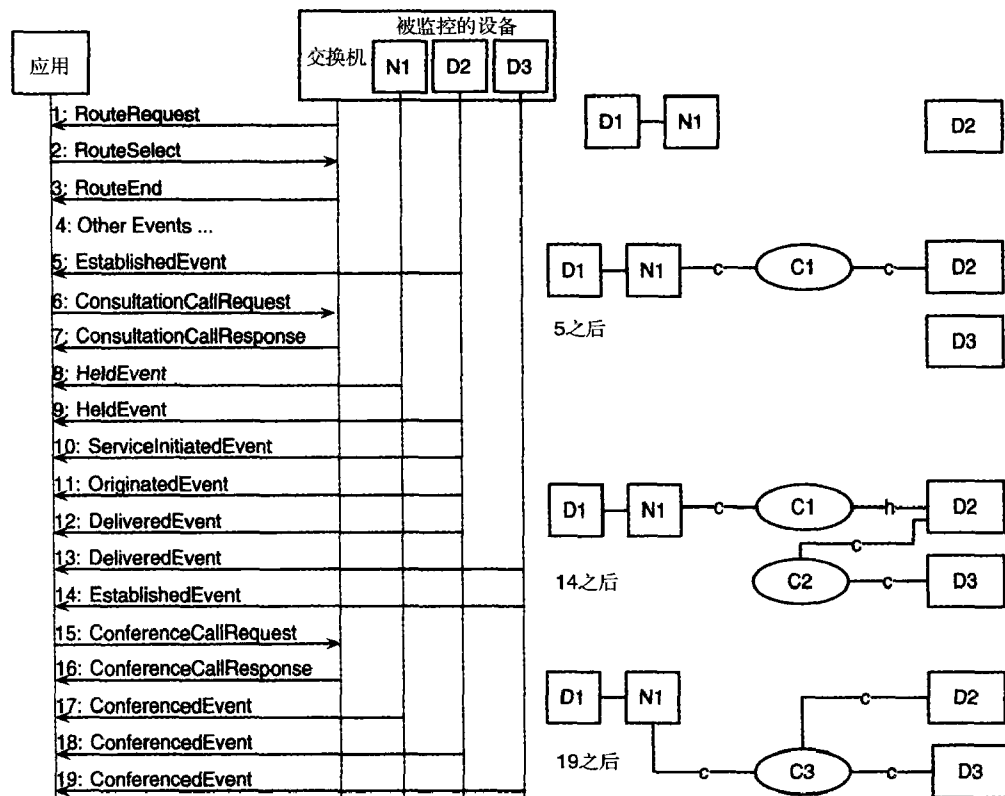 被监控的设备
应用
交换机
N1
D2
D3
1: RouteRequest
2: RouteSelect
3: RouteEnd
4: Other Events ...
5: EstablishedEvent
6: ConsultationCallRequest
7: ConsultationCallResponse
8: HeldEvent
9: HeldEvent
10: ServiceInitiatedEvent
11: OriginatedEvent
12: DeliveredEvent
13: DeliveredEvent
14: EstablishedEvent
15: ConferenceCallRequest
16: ConferenceCallResponse
17: ConferencedEvent
18: ConferencedEvent
19: ConferencedEvent
D1
N1
D2
D1
N1
c
C1
c
D2
5之后
D3
D1
N1
c
C1
h
D2
c
14之后
C2
c
D3
D1
N1
c
D2
19之后
c
C3
c
D3